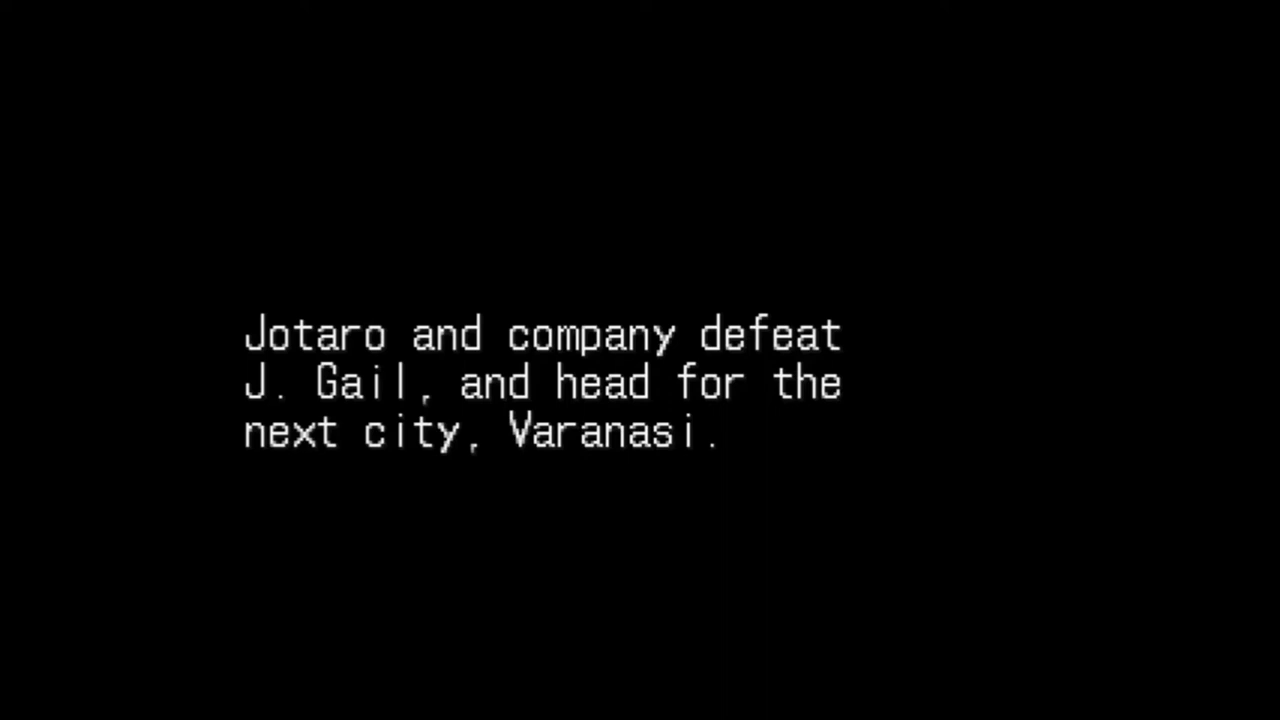 Jotaro and company defeat
J. Gail, and head for the
next city, Varanasi.